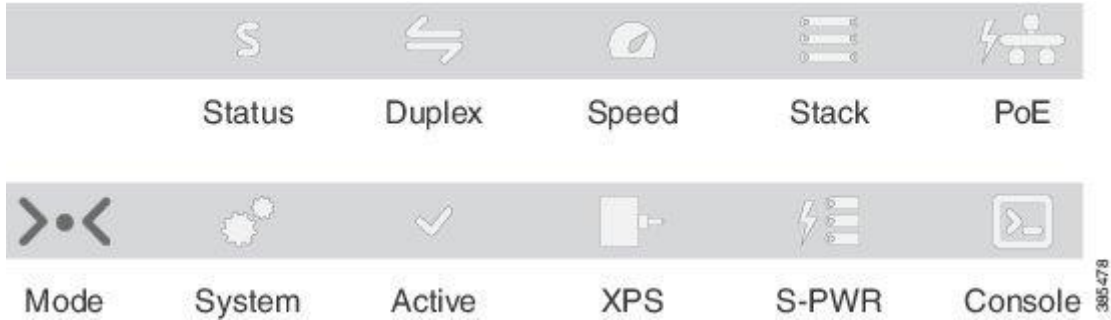 S
Status Duplex Speed Stack PoE
Mode System Active XPS S-PWR Console
385478